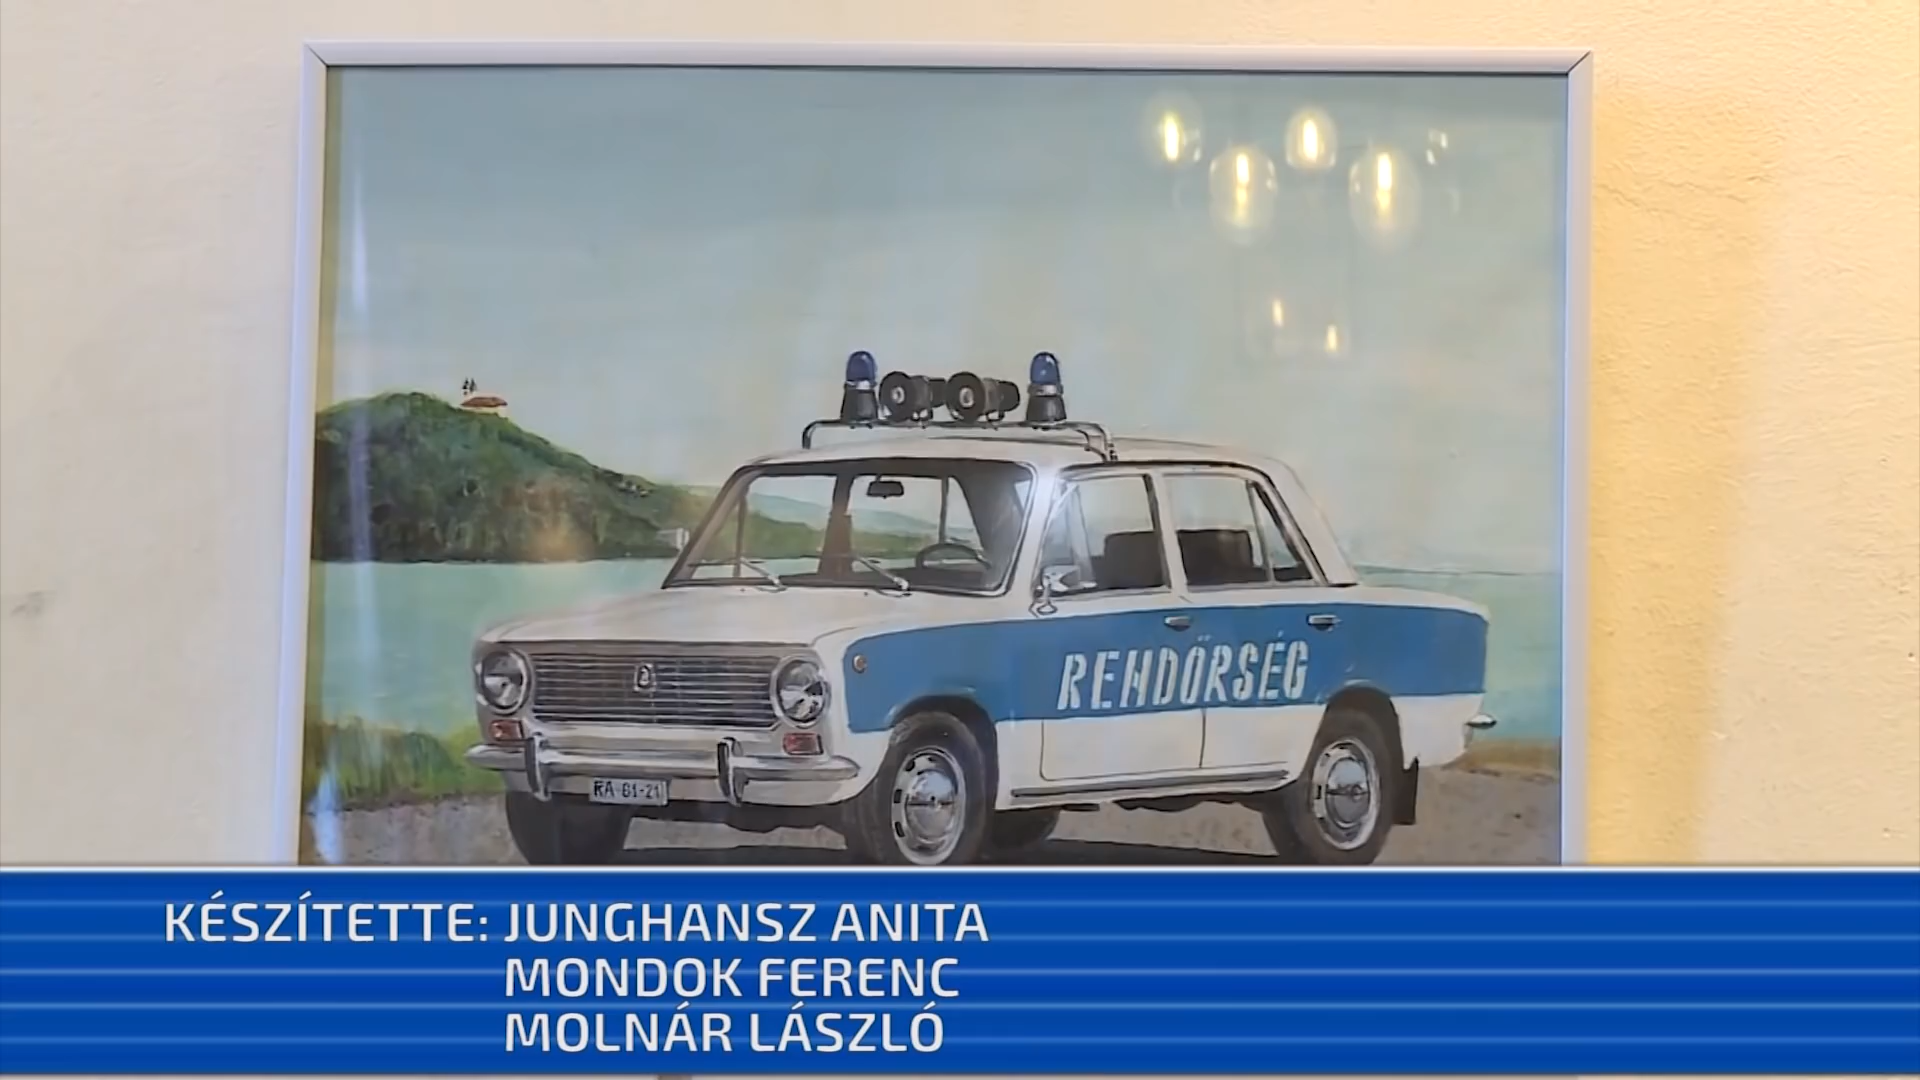 RENDŐRSÉG
RA-61-21
KÉSZÍTETTE: JUNGHANSZ ANITA
MONDOK FERENC
MOLNÁR LÁSZLÓ